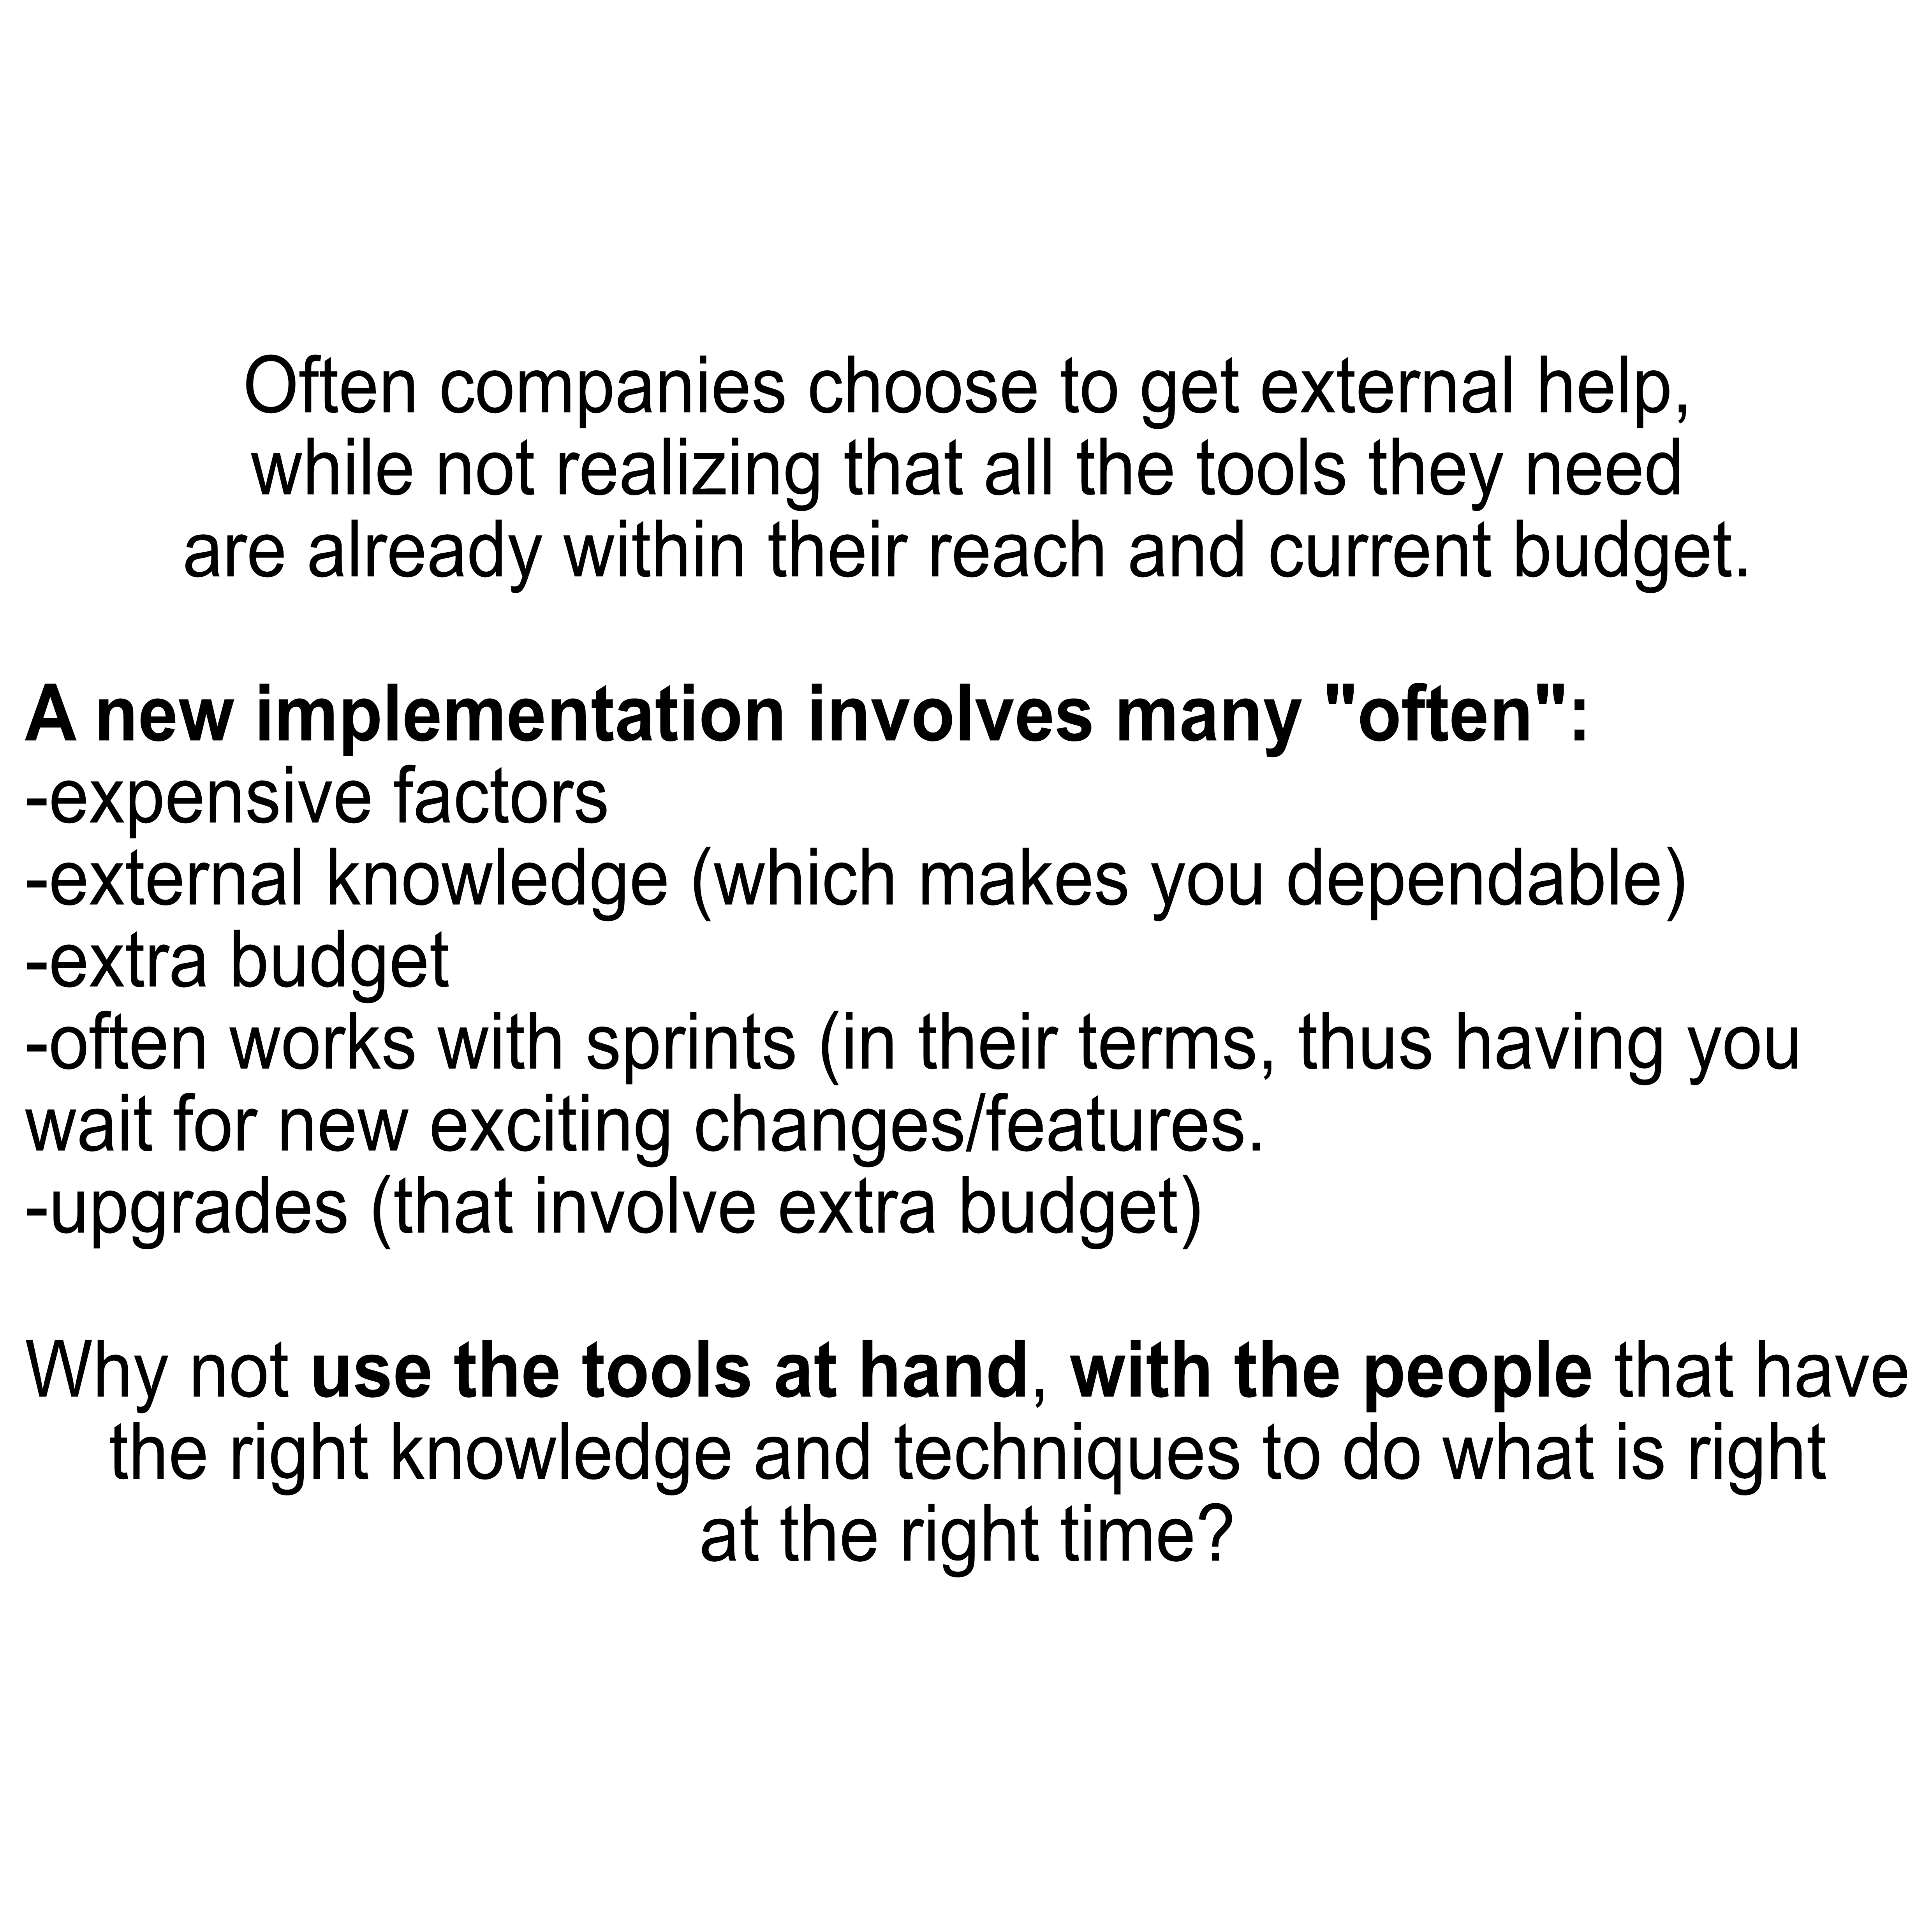 Often companies choose to get external help,
while not realizing that all the tools they need
are already within their reach and current budget.
A new implementation involves many "often":
-expensive factors
-external knowledge (which makes you dependable)
-extra budget
-often works with sprints (in their terms, thus having you
wait for new exciting changes/features.
-upgrades (that involve extra budget)
Why not use the tools at hand, with the people that have
the right knowledge and techniques to do what is right
at the right time?